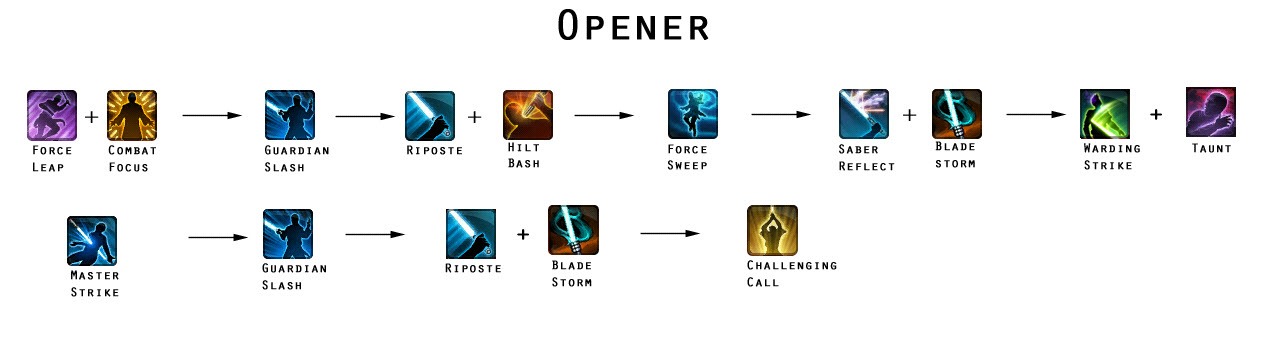 Opener
+ + + +
Force Leap
Combat Focus
Guardian Slash
Riposte
Hilt Bash
Force Sweep
Saber Reflect
Blade Storm
Warding Strike
Taunt
+
Master Strike
Guardian Slash
Riposte
Blade Storm
Challenging Call